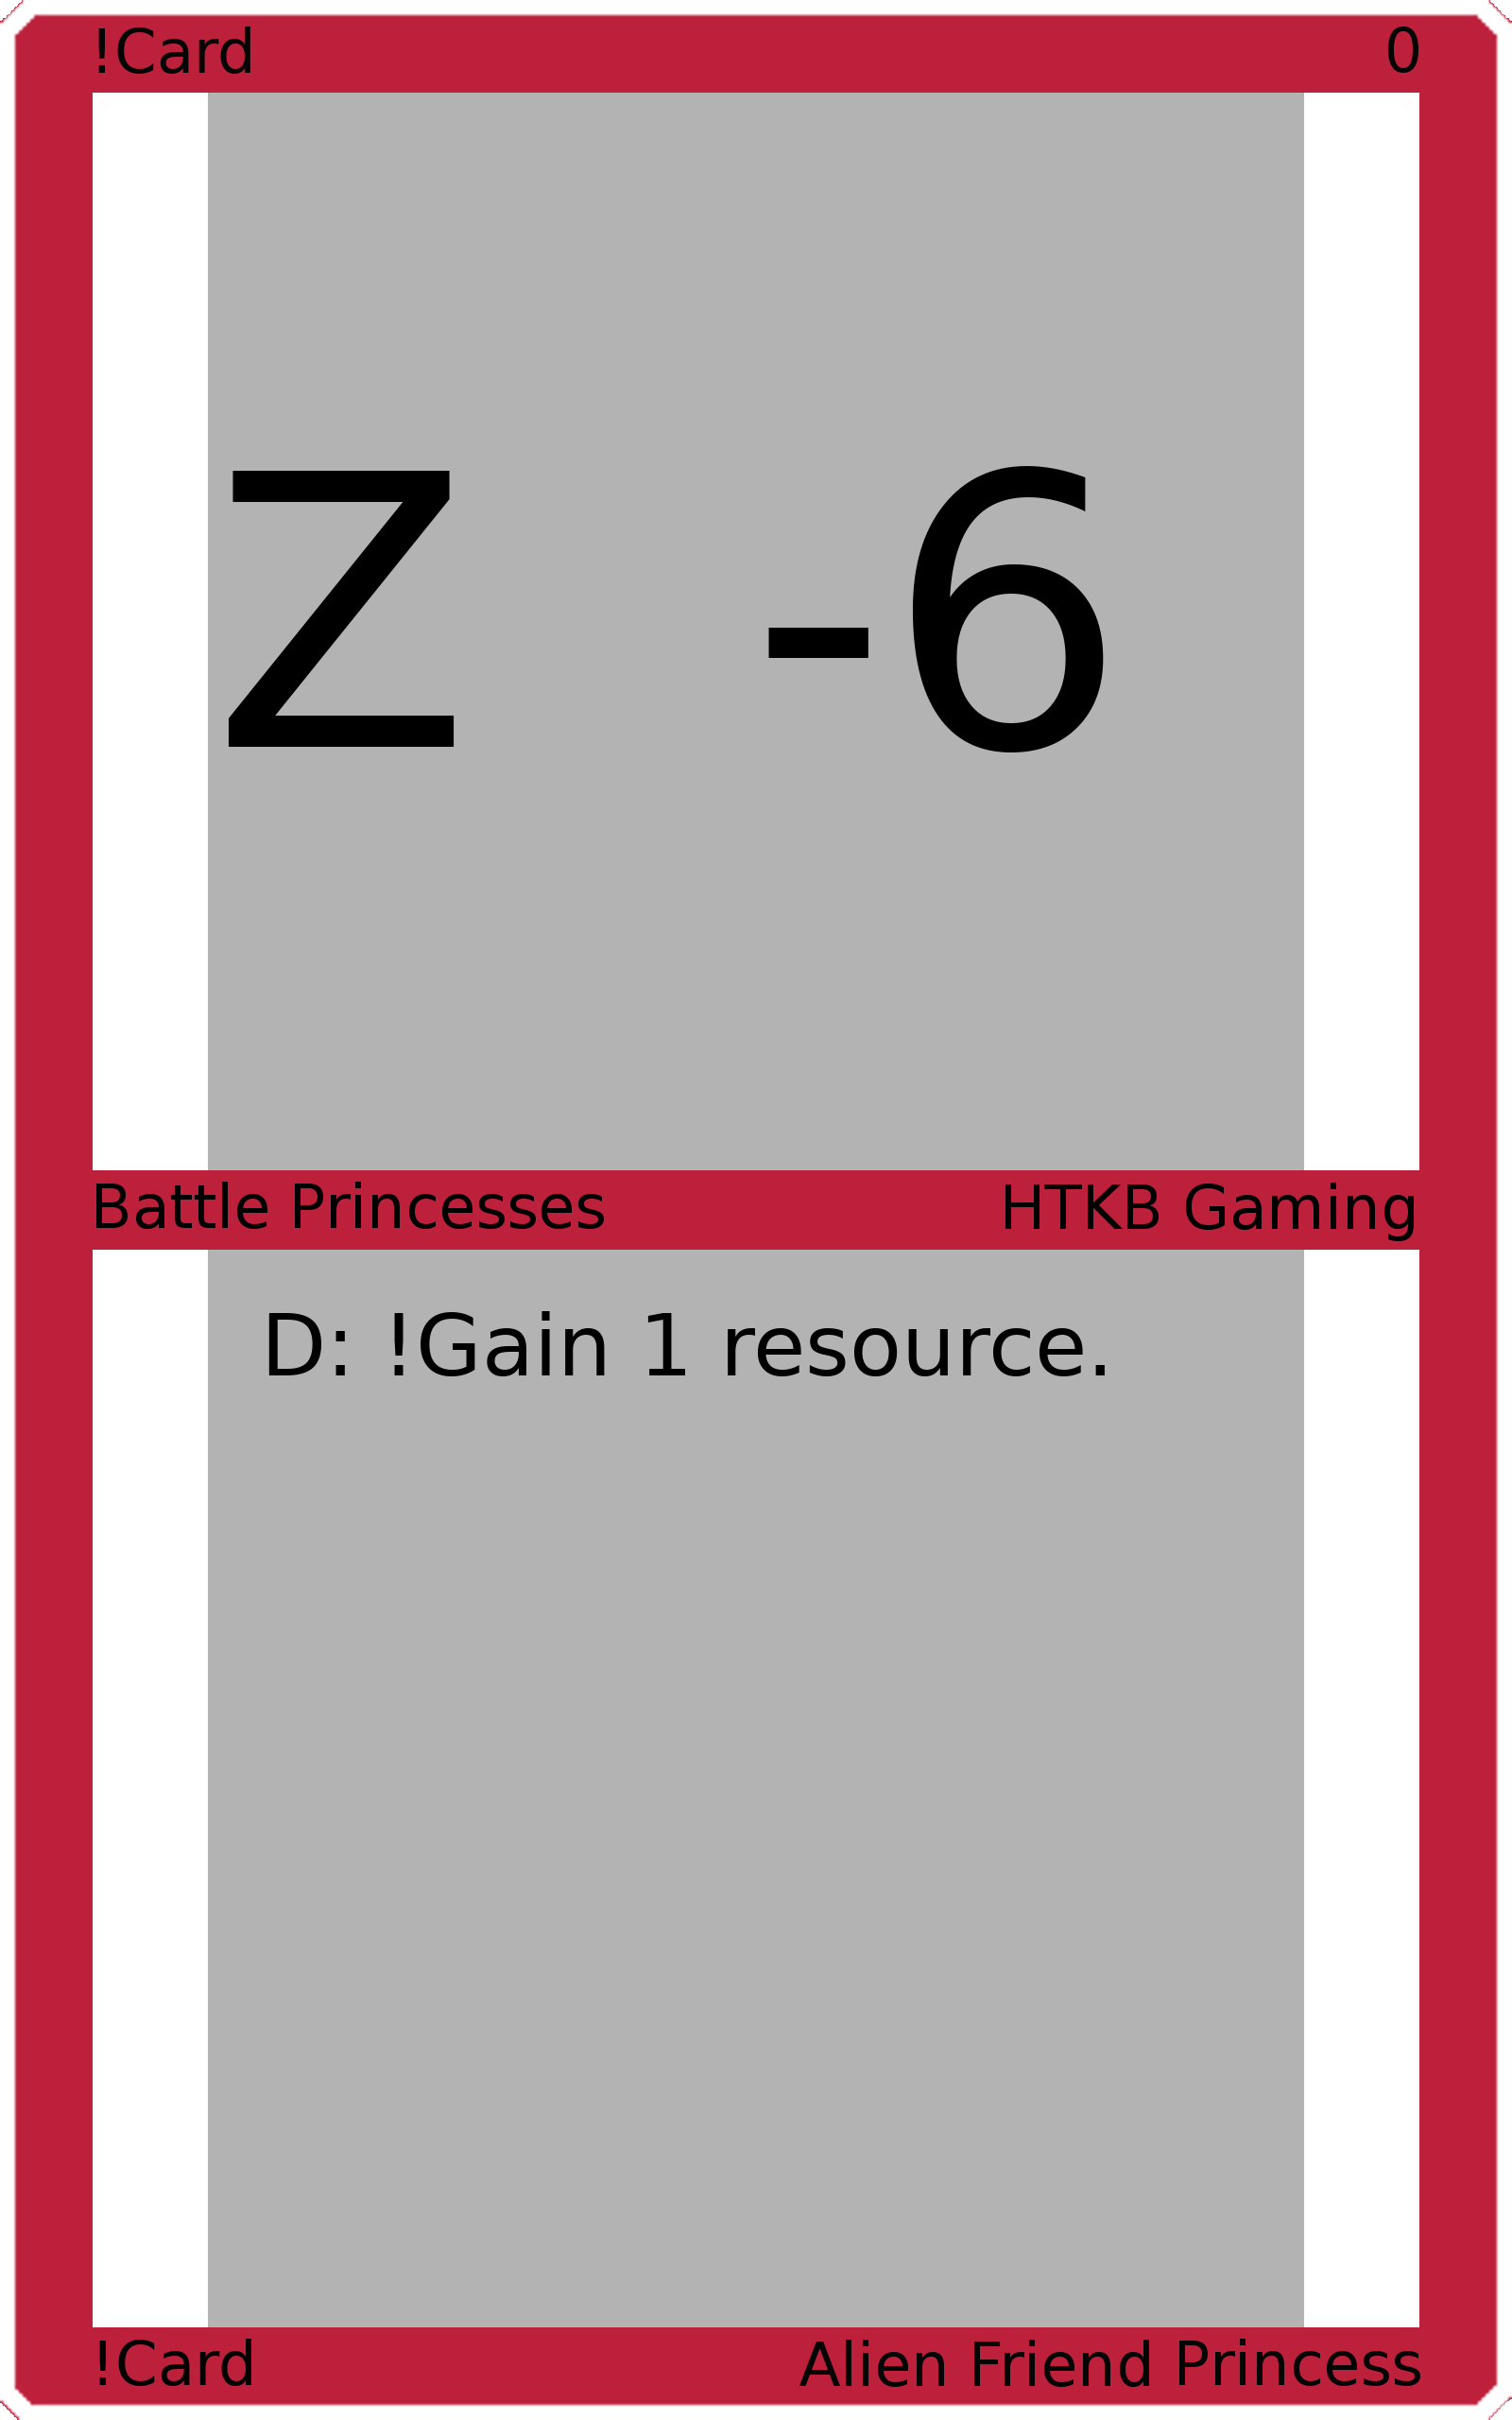 !Card 0
Z -6
Battle Princesses HTKB Gaming
D: !Gain 1 resource.
!Card Alien Friend Princess